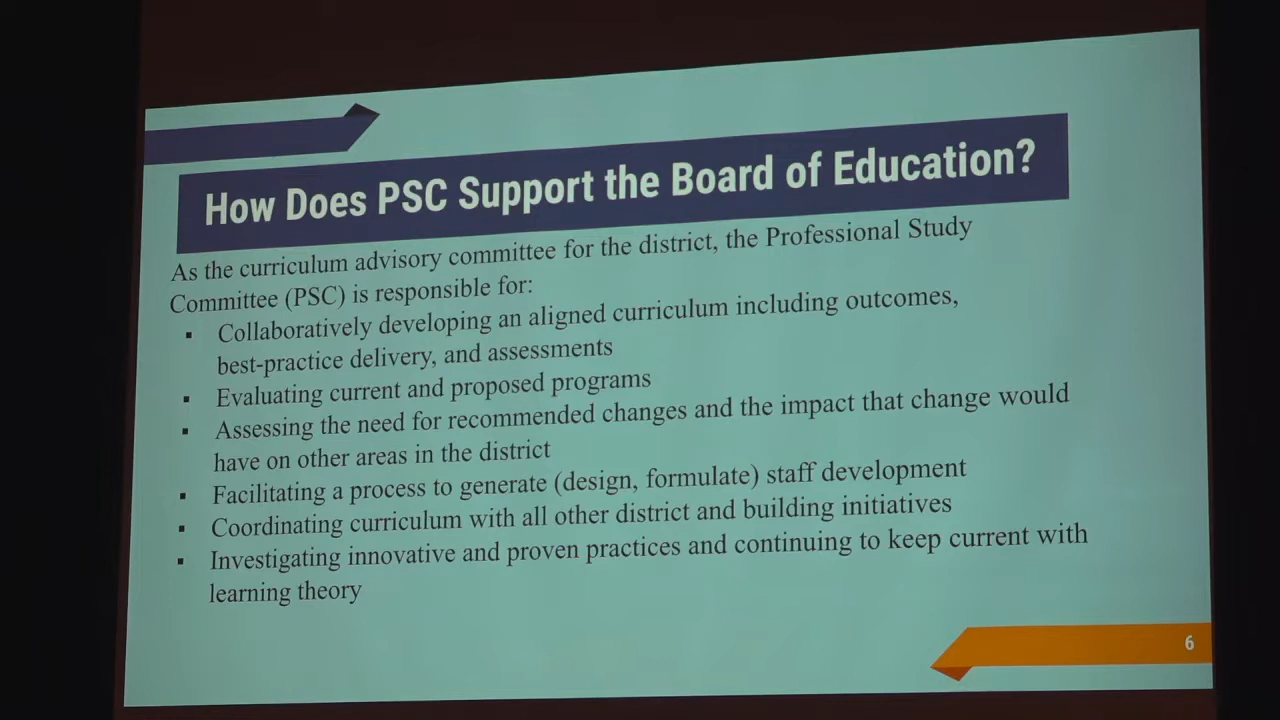 How Does PSC Support the Board of Education?
As the curriculum advisory committee for the district, the Professional Study
Committee (PSC) is responsible for:
▪ Collaboratively developing an aligned curriculum including outcomes,
best-practice delivery, and assessments
▪ Evaluating current and proposed programs
▪ Assessing the need for recommended changes and the impact that change would
have on other areas in the district
▪ Facilitating a process to generate (design, formulate) staff development
▪ Coordinating curriculum with all other district and building initiatives
▪ Investigating innovative and proven practices and continuing to keep current with
learning theory
6